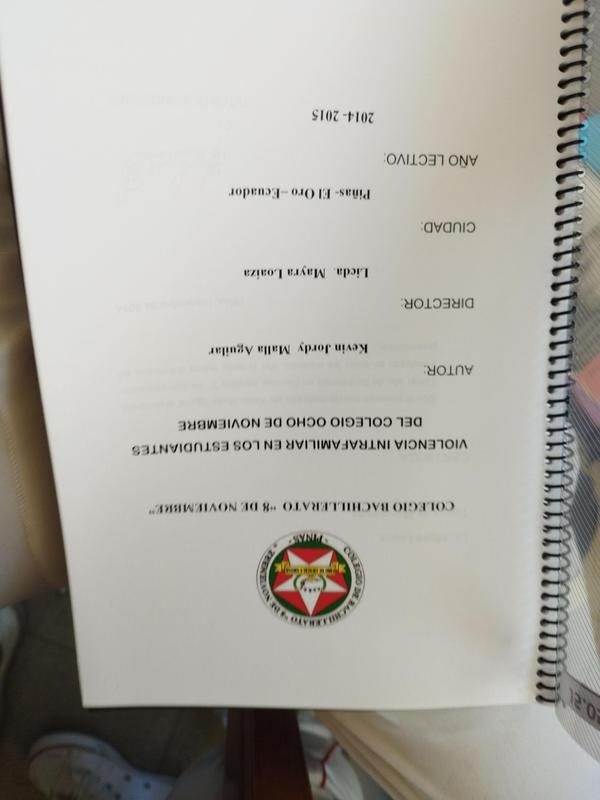 COLEGIO DE BACHILLERATO "8 DE NOVIEMBRE"
- PIÑAS -
COLEGIO BACHILLERATO "8 DE NOVIEMBRE"
VIOLENCIA INTRAFAMILIAR EN LOS ESTUDIANTES
DEL COLEGIO OCHO DE NOVIEMBRE
AUTOR:
Kevin Jordy Malla Aguilar
DIRECTOR:
Licda. Mayra Loaiza
CIUDAD:
Piñas- El Oro –Ecuador
AÑO LECTIVO:
2014- 2015